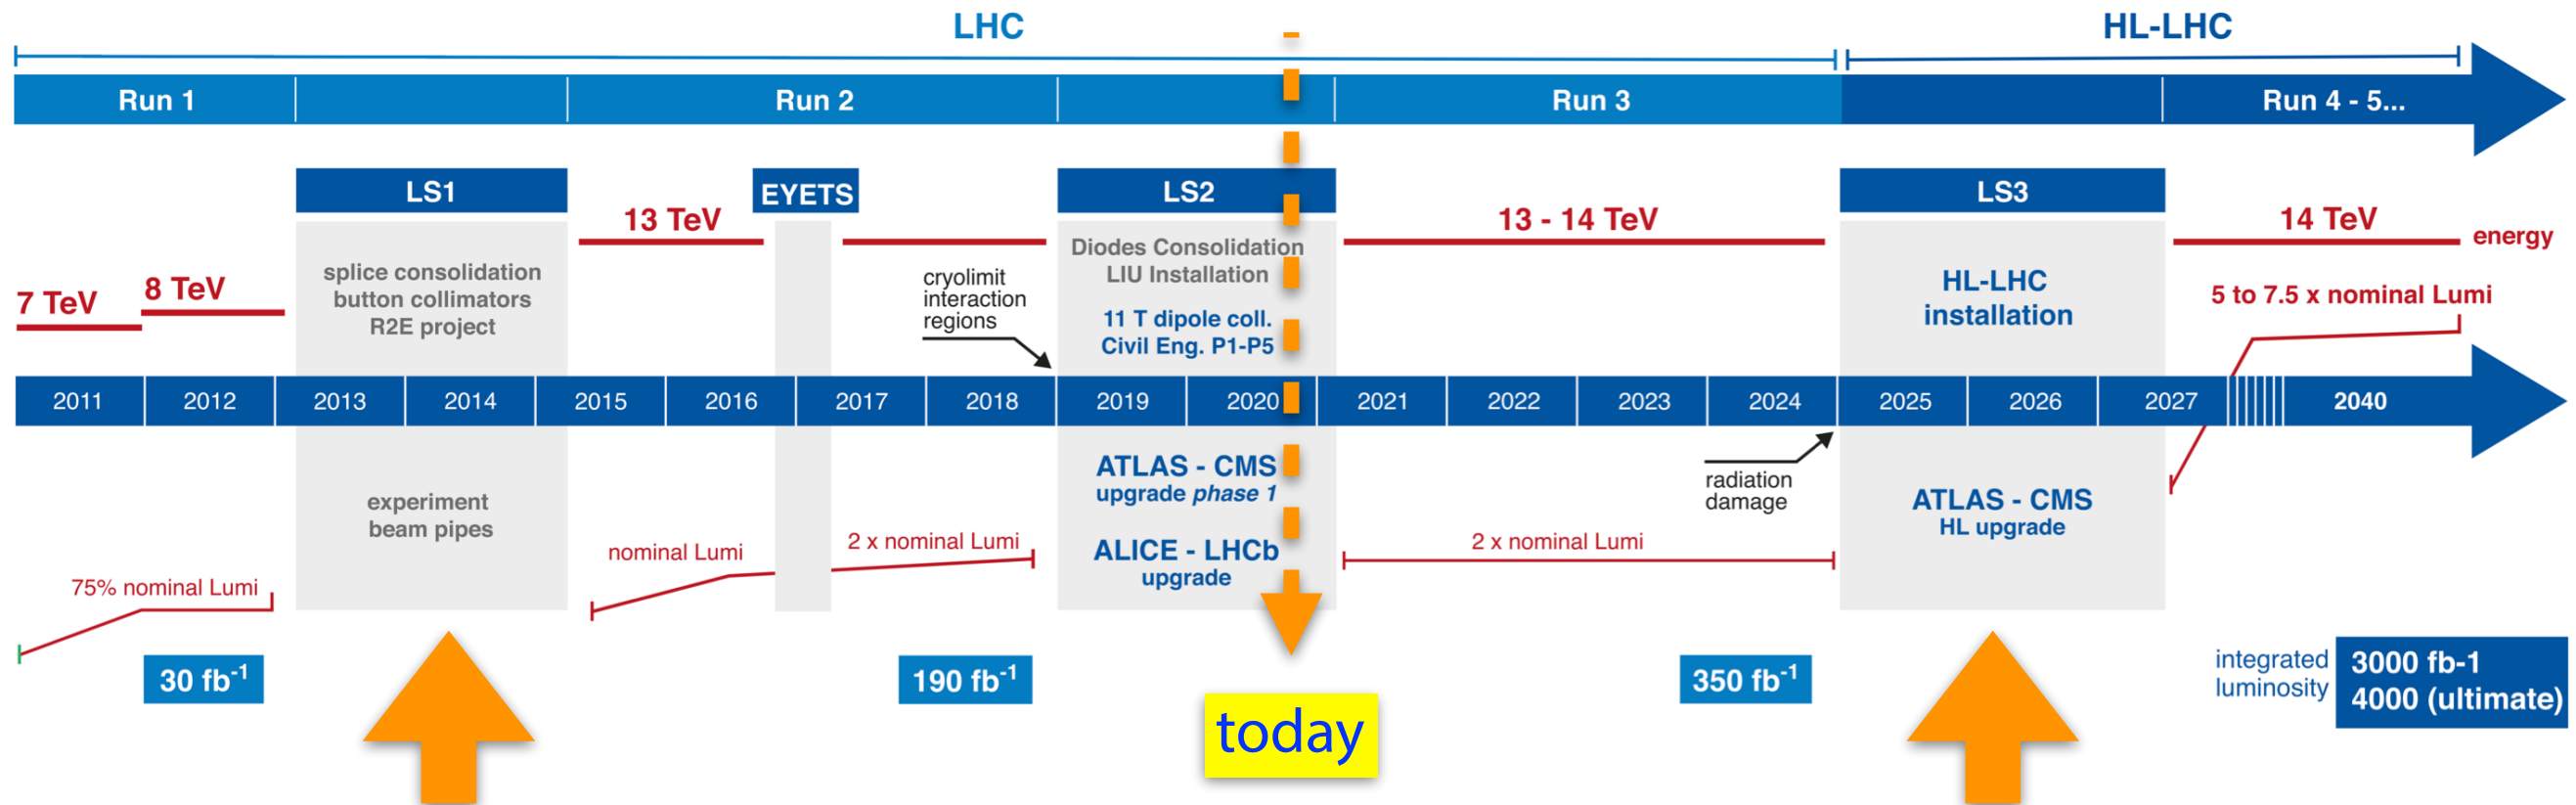 LHC
HL-LHC
Run 1
Run 2
Run 3
Run 4 - 5...
LS1
EYETS
LS2
LS3
13 TeV
13 - 14 TeV
14 TeV
energy
7 TeV
8 TeV
splice consolidation
button collimators
R2E project
cryolimit
interaction
regions
Diodes Consolidation
LIU Installation
11 T dipole coll.
Civil Eng. P1-P5
HL-LHC
installation
5 to 7.5 x nominal Lumi
2011
2012
2013
2014
2015
2016
2017
2018
2019
2020
2021
2022
2023
2024
2025
2026
2027
2040
experiment
beam pipes
ATLAS - CMS
upgrade phase 1
ALICE - LHCb
upgrade
radiation
damage
ATLAS - CMS
HL upgrade
75% nominal Lumi
nominal Lumi
2 x nominal Lumi
2 x nominal Lumi
30 fb⁻¹
190 fb⁻¹
350 fb⁻¹
integrated
luminosity
3000 fb-1
4000 (ultimate)
today